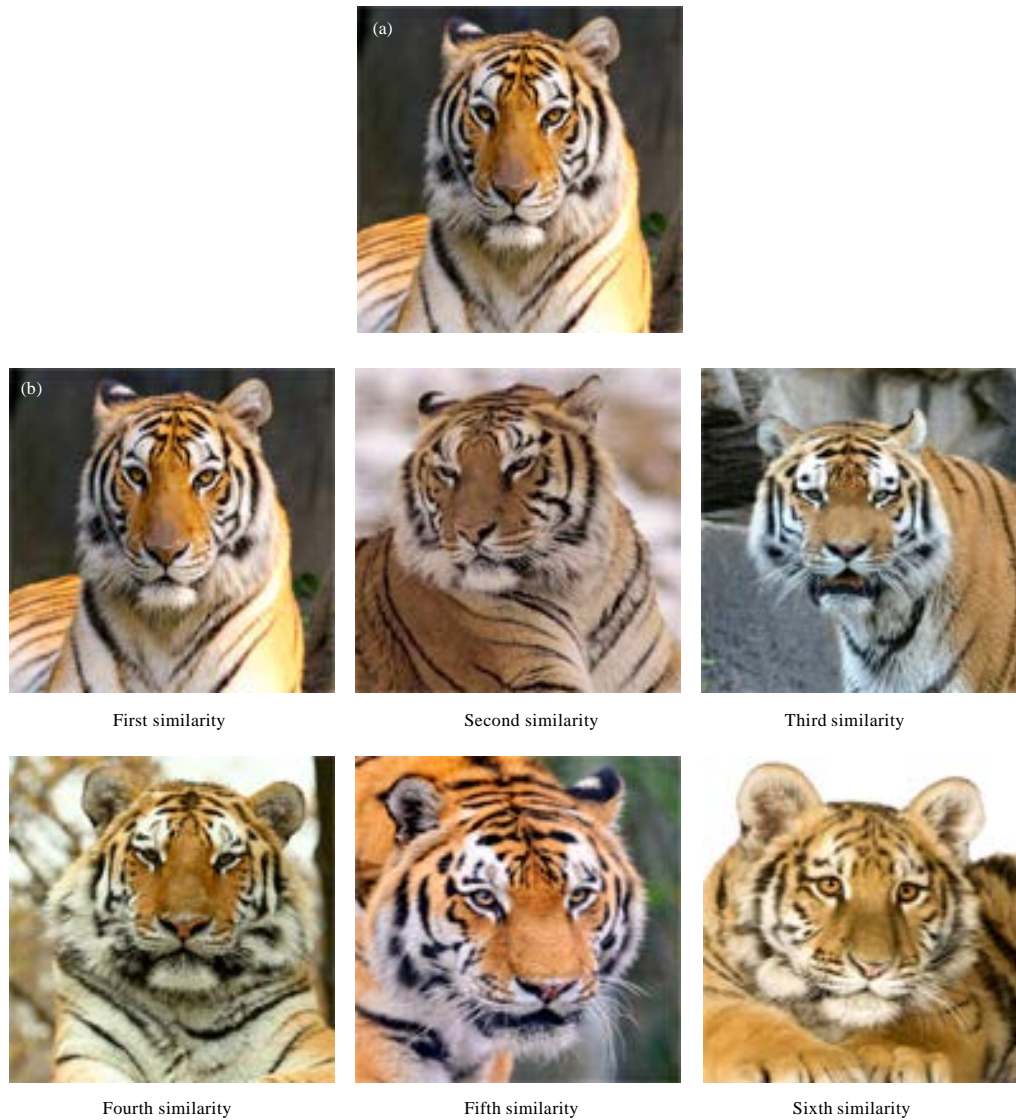 (a)
(b)
First similarity
Second similarity
Third similarity
Fourth similarity
Fifth similarity
Sixth similarity